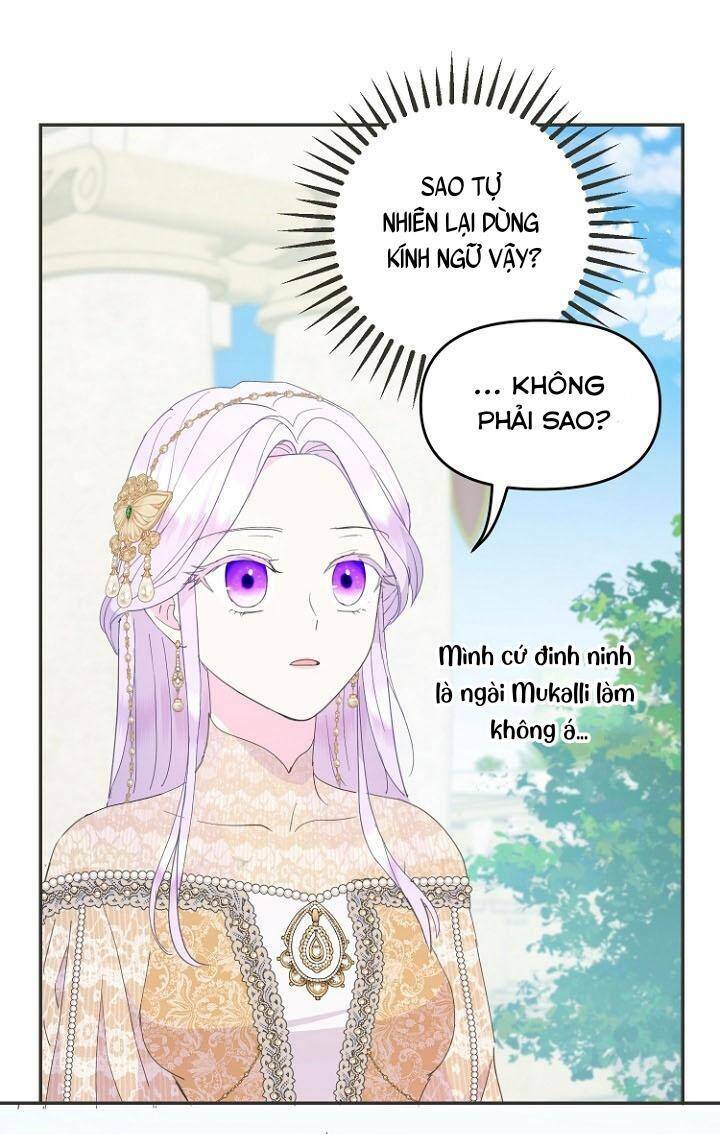 SAO TỰ
NHIÊN LẠI DÙNG
KÍNH NGỮ VẬY?
... KHÔNG
PHẢI SAO?
Mình cứ đinh ninh
là ngài Mukalli làm
không á...